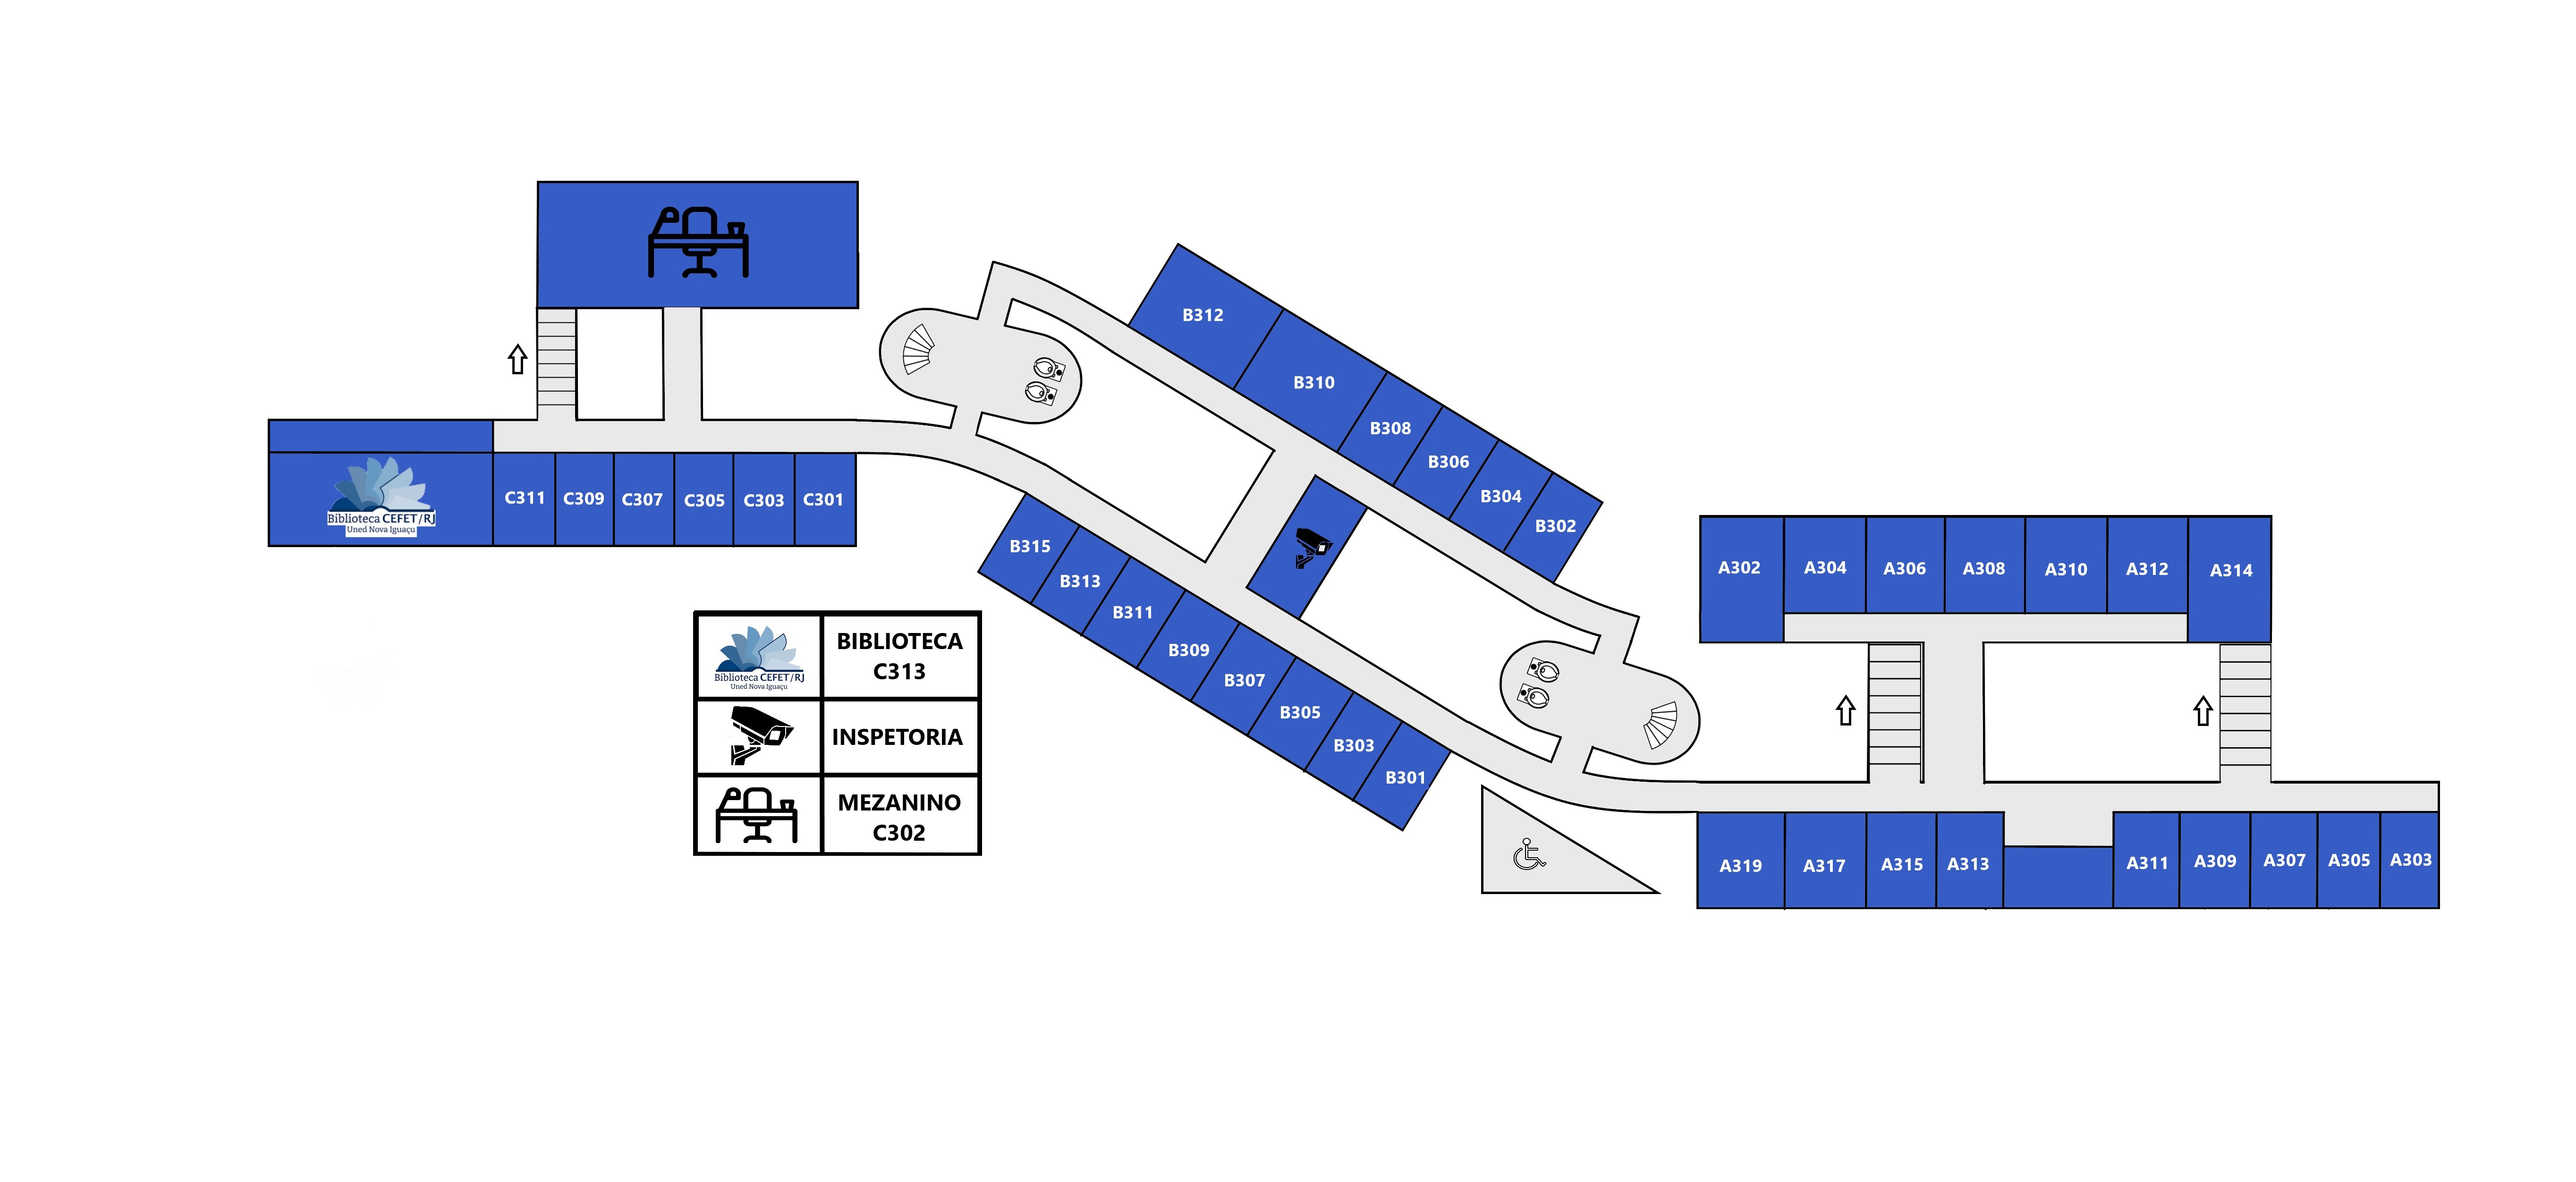 B312
B310
B308
B306
B304
B302
C311
C309
C307
C305
C303
C301
Biblioteca CEFET/RJ
Uned Nova Iguaçu
B315
B313
B311
B309
B307
B305
B303
B301
A302
A304
A306
A308
A310
A312
A314
BIBLIOTECA
C313
Biblioteca CEFET/RJ
Uned Nova Iguaçu
INSPETORIA
MEZANINO
C302
A319
A317
A315
A313
A311
A309
A307
A305
A303